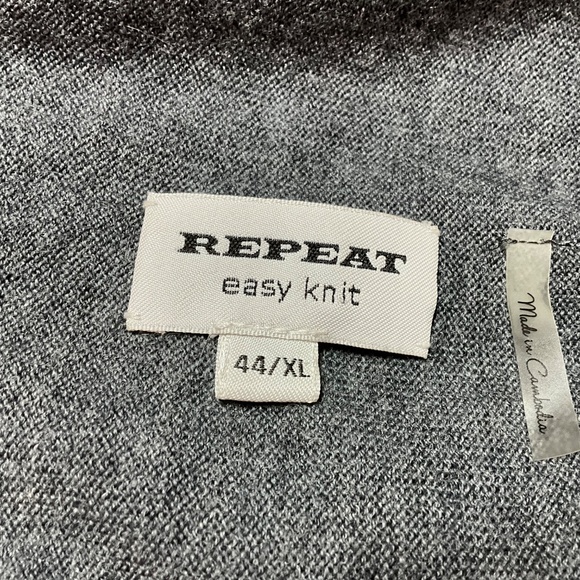 REPEAT
easy knit
44/XL
Made in Cambodia